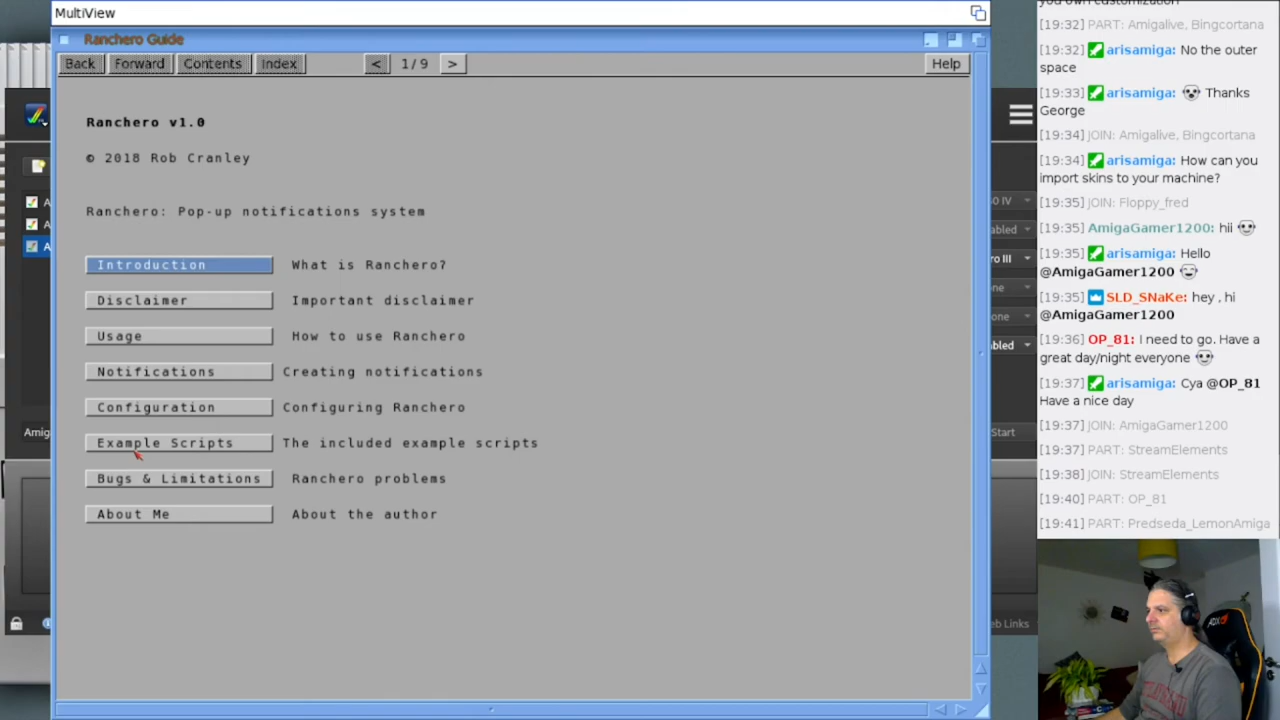 MultiView
Ranchero Guide
Back
Forward
Contents
Index
<
1/9
>
Help
Ranchero v1.0
© 2018 Rob Cranley
Ranchero: Pop-up notifications system
Introduction What is Ranchero?
Disclaimer Important disclaimer
Usage How to use Ranchero
Notifications Creating notifications
Configuration Configuring Ranchero
Example Scripts The included example scripts
Bugs & Limitations Ranchero problems
About Me About the author
Amig
Start
you own customization
[19:32] PART: Amigalive, Bingcortana
[19:32] arisamiga: No the outer
space
[19:33] arisamiga: Thanks
George
[19:34] JOIN: Amigalive, Bingcortana
[19:34] arisamiga: How can you
import skins to your machine?
[19:35] JOIN: Floppy_fred
[19:35] AmigaGamer1200: hii
[19:35] arisamiga: Hello
@AmigaGamer1200
[19:35] SLD_SNaKe: hey , hi
@AmigaGamer1200
[19:36] OP_81: I need to go. Have a
great day/night everyone
[19:37] arisamiga: Cya @OP_81
Have a nice day
[19:37] JOIN: AmigaGamer1200
[19:37] PART: StreamElements
[19:38] JOIN: StreamElements
[19:40] PART: OP_81
[19:41] PART: Predseda_LemonAmiga
eb Links